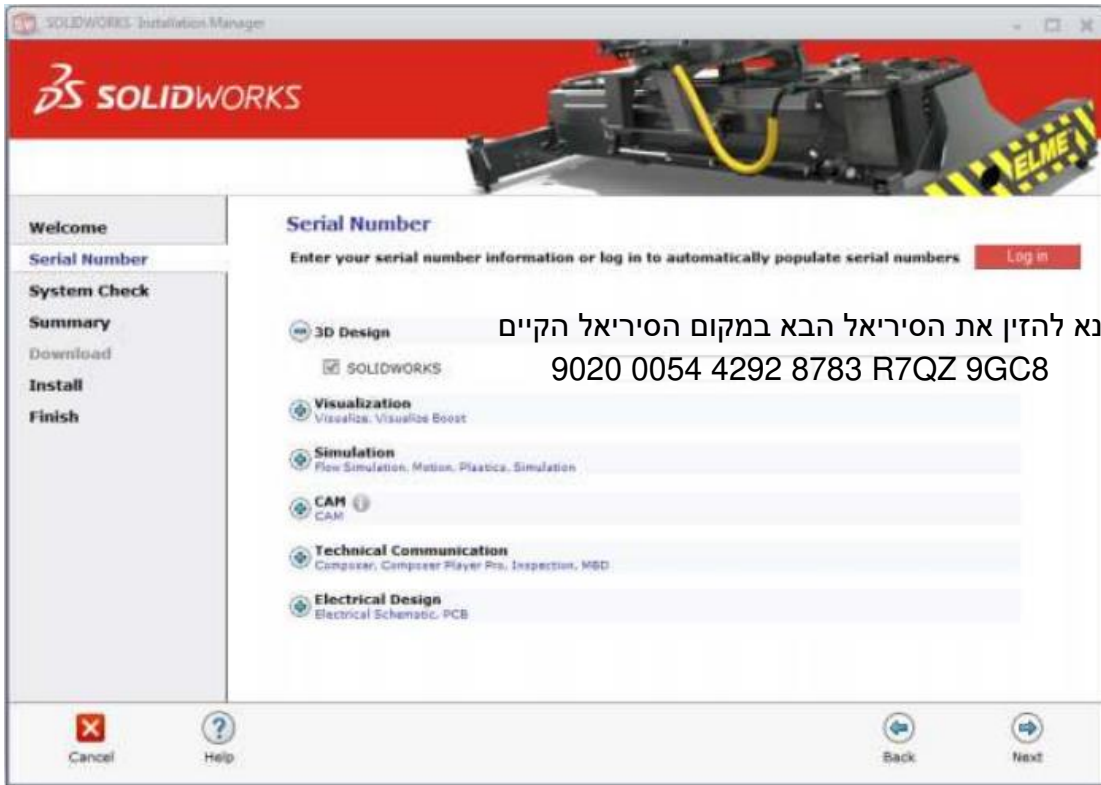 SOLIDWORKS Installation Manager
SOLIDWORKS
ELME
Welcome
Serial Number
System Check
Summary
Download
Install
Finish
Serial Number
Enter your serial number information or log in to automatically populate serial numbers
Log in
3D Design
נא להזין את הסיריאל הבא במקום הסיריאל הקיים
SOLIDWORKS
9020 0054 4292 8783 R7QZ 9GC8
Visualization
Visualize, Visualize Boost
Simulation
Flow Simulation, Motion, Plastics, Simulation
CAM
CAM
Technical Communication
Composer, Composer Player Pro, Inspection, MBD
Electrical Design
Electrical Schematic, PCB
Cancel
Help
Back
Next